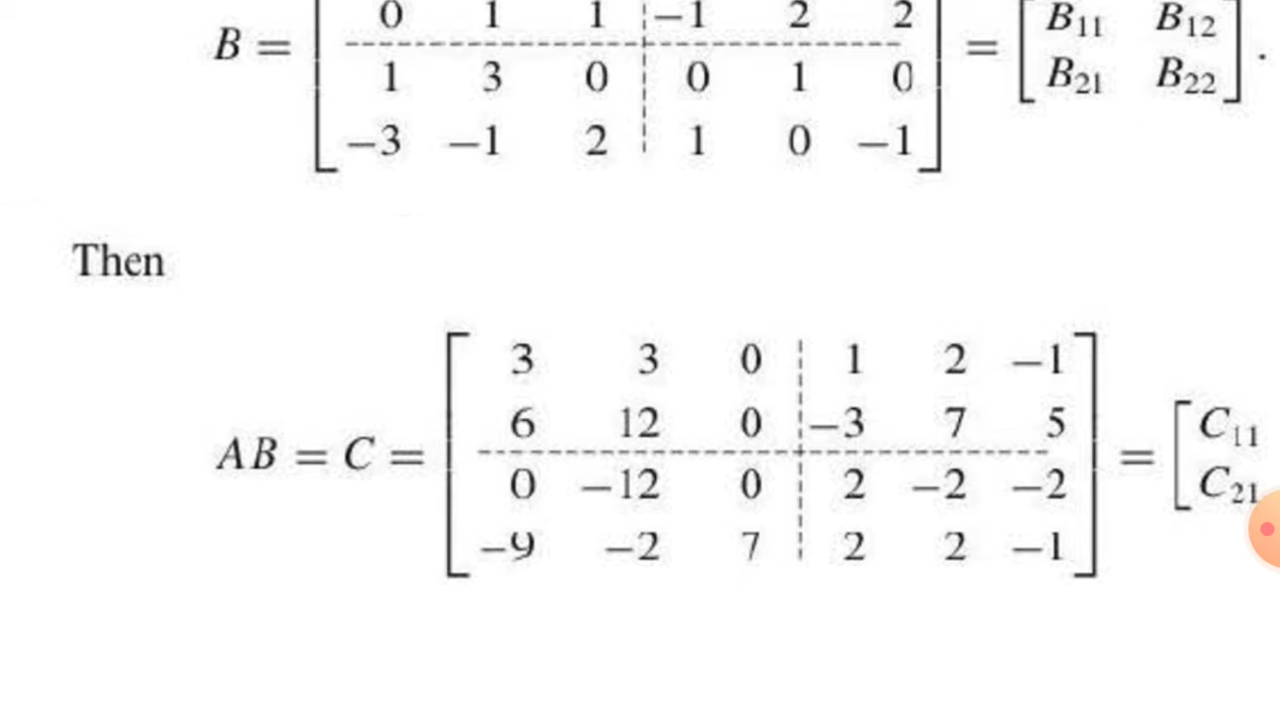 B = [ 0 1 1 −1 2 2 ] = [ B11 B12 ]
1 3 0 0 1 0 B21 B22 .
−3 −1 2 1 0 −1
Then
3 3 0 1 2 −1
6 12 0 −3 7 5 C11
AB = C = [ ] = [
0 −12 0 2 −2 −2 C21
−9 −2 7 2 2 −1